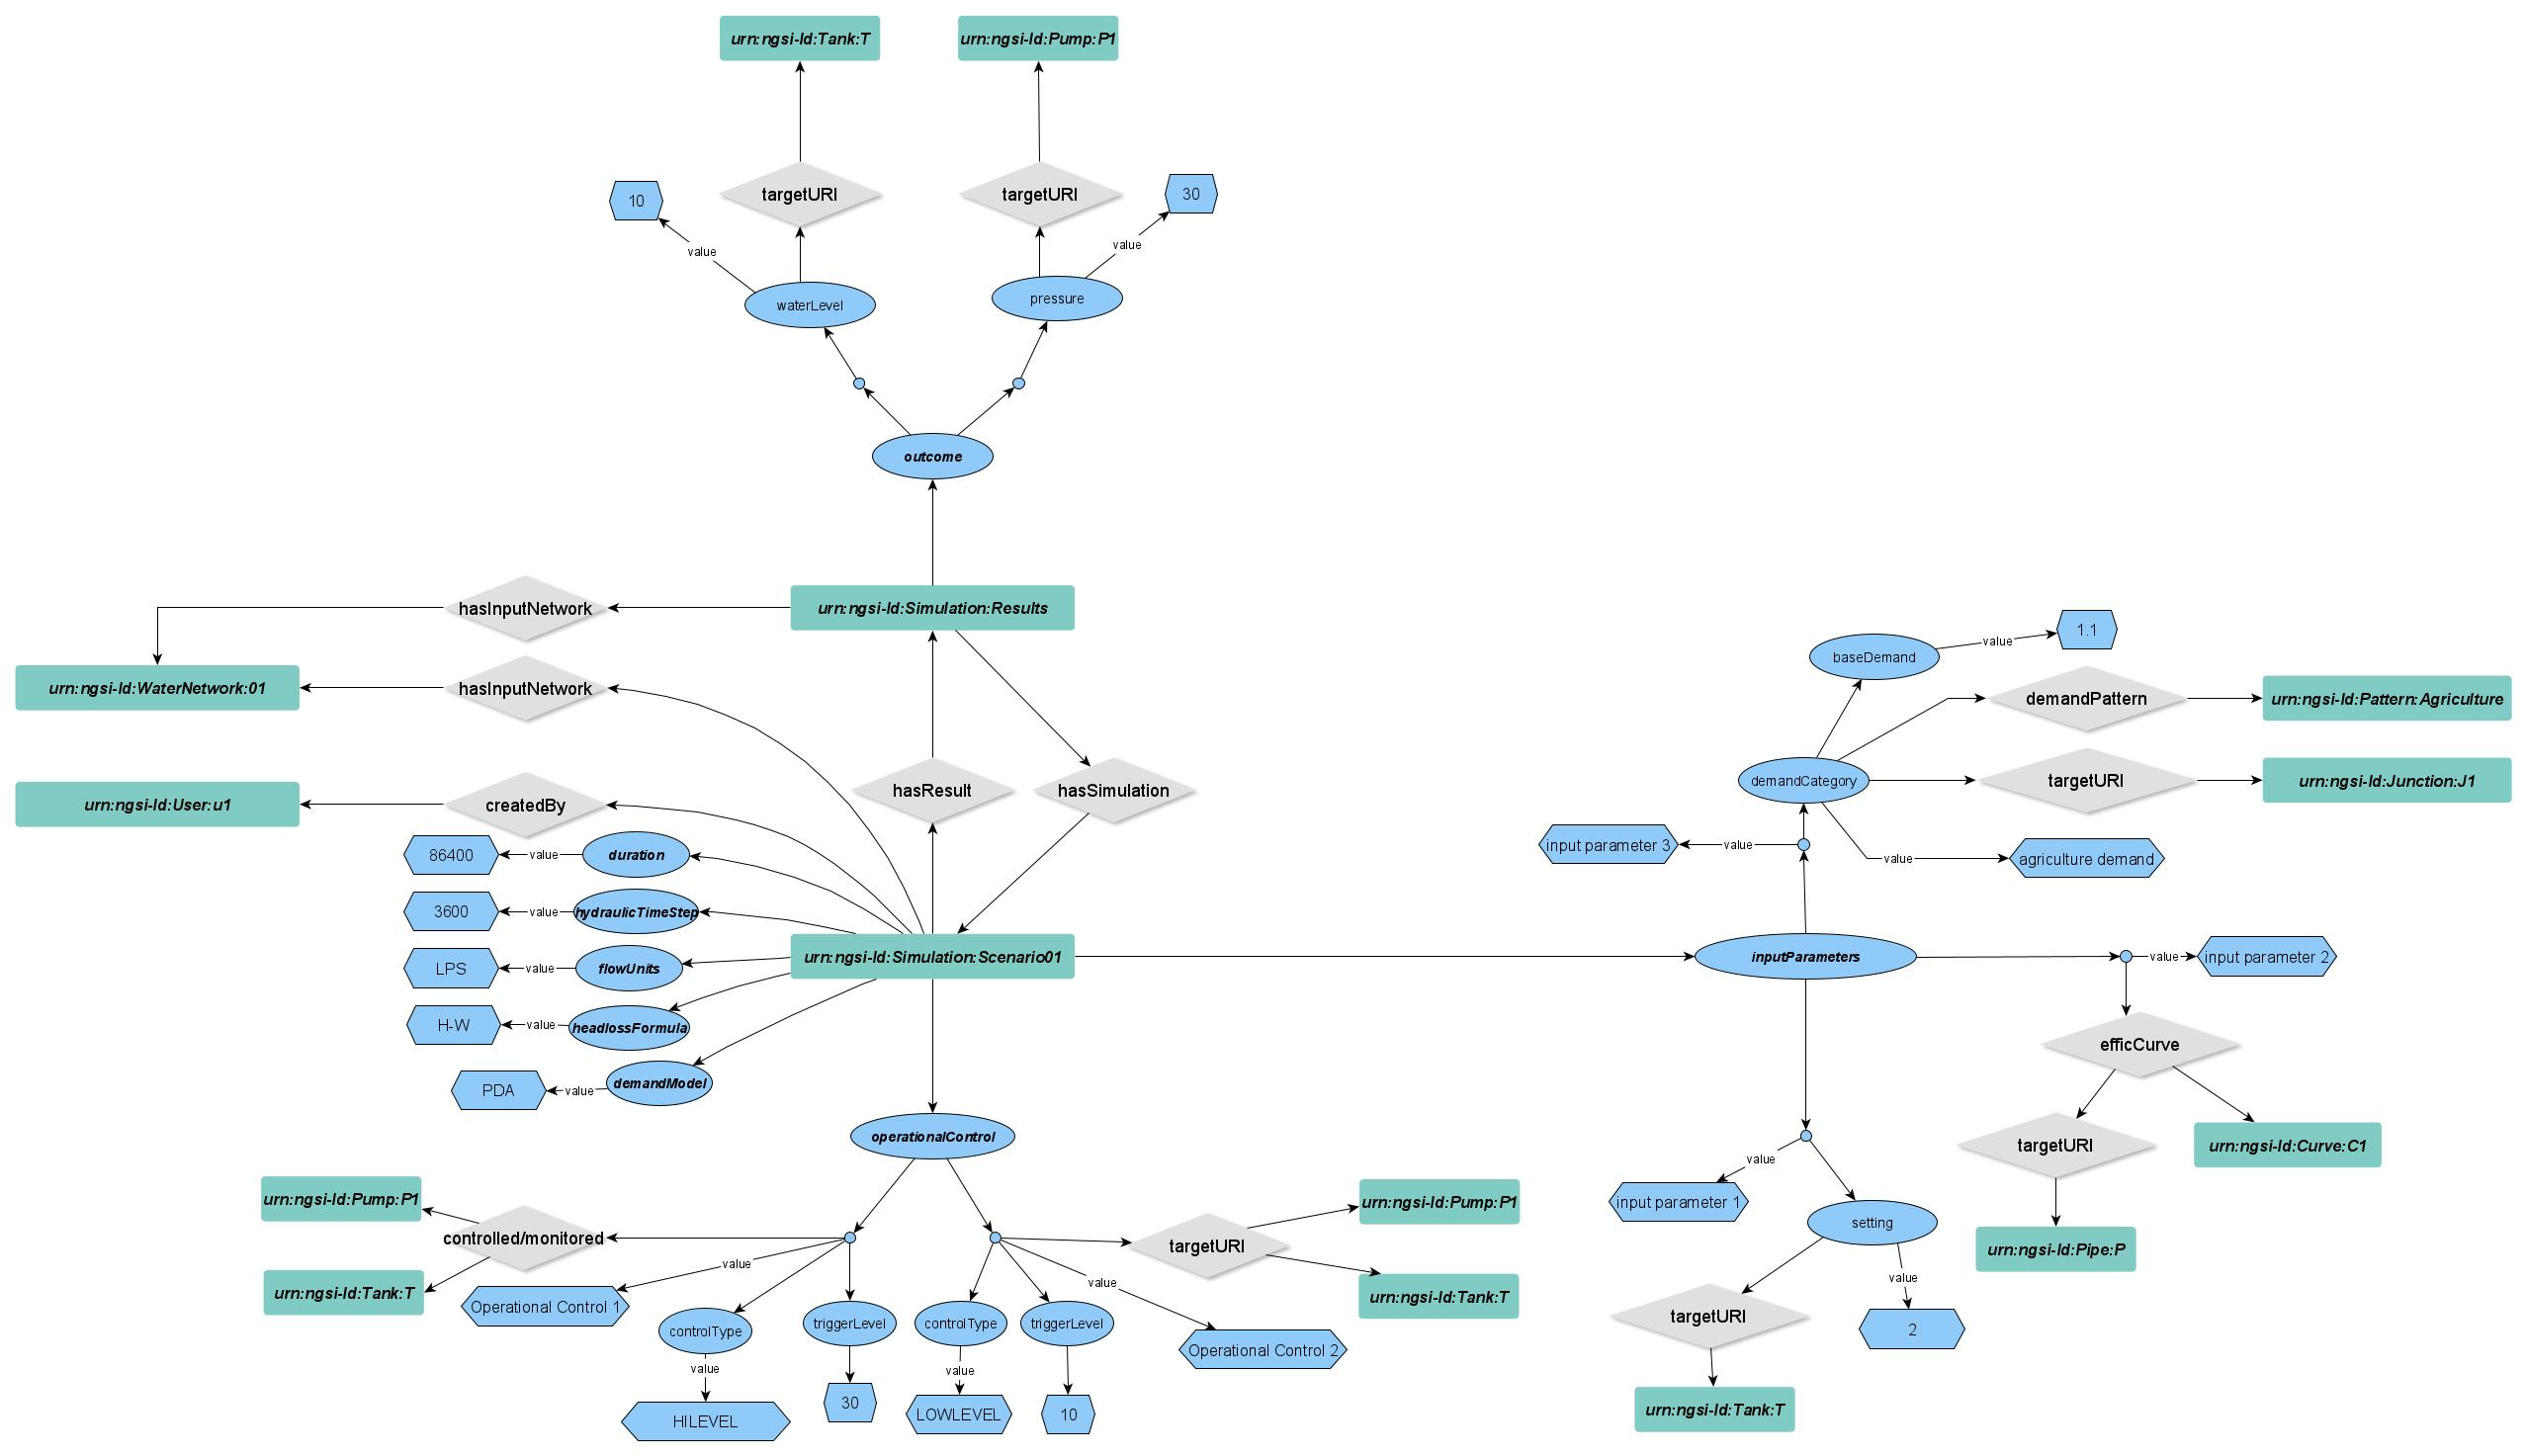 urn:ngsi-ld:Tank:T
urn:ngsi-ld:Pump:P1
targetURI
targetURI
10
30
value
value
waterLevel
pressure
outcome
hasInputNetwork
urn:ngsi-ld:Simulation:Results
urn:ngsi-ld:WaterNetwork:01
hasInputNetwork
urn:ngsi-ld:User:u1
createdBy
hasResult
hasSimulation
86400
value
duration
3600
value
hydraulicTimeStep
LPS
value
flowUnits
H-W
value
headlossFormula
PDA
value
demandModel
urn:ngsi-ld:Simulation:Scenario01
baseDemand
value
1.1
demandPattern
urn:ngsi-ld:Pattern:Agriculture
demandCategory
targetURI
urn:ngsi-ld:Junction:J1
input parameter 3
value
value
agriculture demand
inputParameters
value
input parameter 2
efficCurve
targetURI
urn:ngsi-ld:Curve:C1
urn:ngsi-ld:Pipe:P
value
input parameter 1
setting
value
targetURI
2
urn:ngsi-ld:Tank:T
operationalControl
urn:ngsi-ld:Pump:P1
controlled/monitored
urn:ngsi-ld:Tank:T
value
Operational Control 1
controlType
triggerLevel
value
HILEVEL
30
urn:ngsi-ld:Pump:P1
targetURI
urn:ngsi-ld:Tank:T
value
controlType
triggerLevel
Operational Control 2
value
LOWLEVEL
10